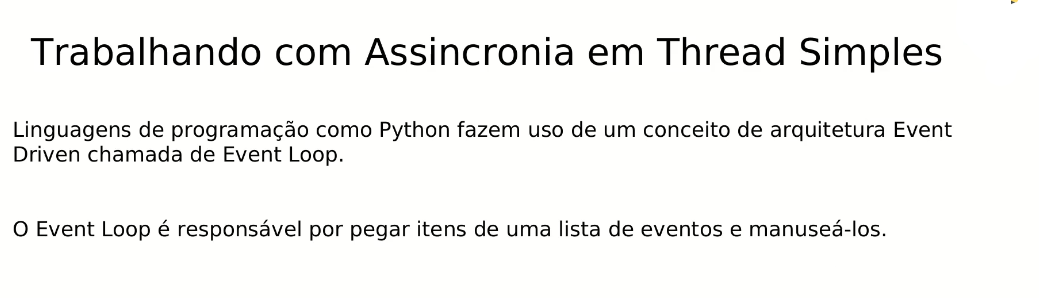 Trabalhando com Assincronia em Thread Simples
Linguagens de programação como Python fazem uso de um conceito de arquitetura Event
Driven chamada de Event Loop.
O Event Loop é responsável por pegar itens de uma lista de eventos e manuseá-los.